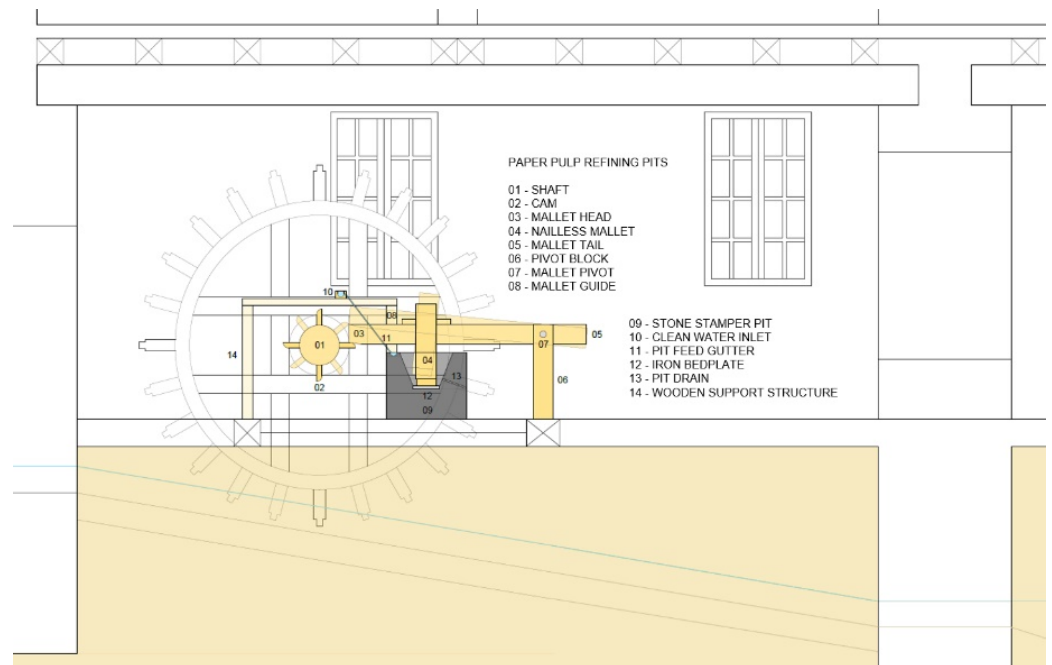 PAPER PULP REFINING PITS
01 - SHAFT
02 - CAM
03 - MALLET HEAD
04 - NAILLESS MALLET
05 - MALLET TAIL
06 - PIVOT BLOCK
07 - MALLET PIVOT
08 - MALLET GUIDE
09 - STONE STAMPER PIT
10 - CLEAN WATER INLET
11 - PIT FEED GUTTER
12 - IRON BEDPLATE
13 - PIT DRAIN
14 - WOODEN SUPPORT STRUCTURE
10
08
03
05
07
11
01
14
04
13
06
02
12
09